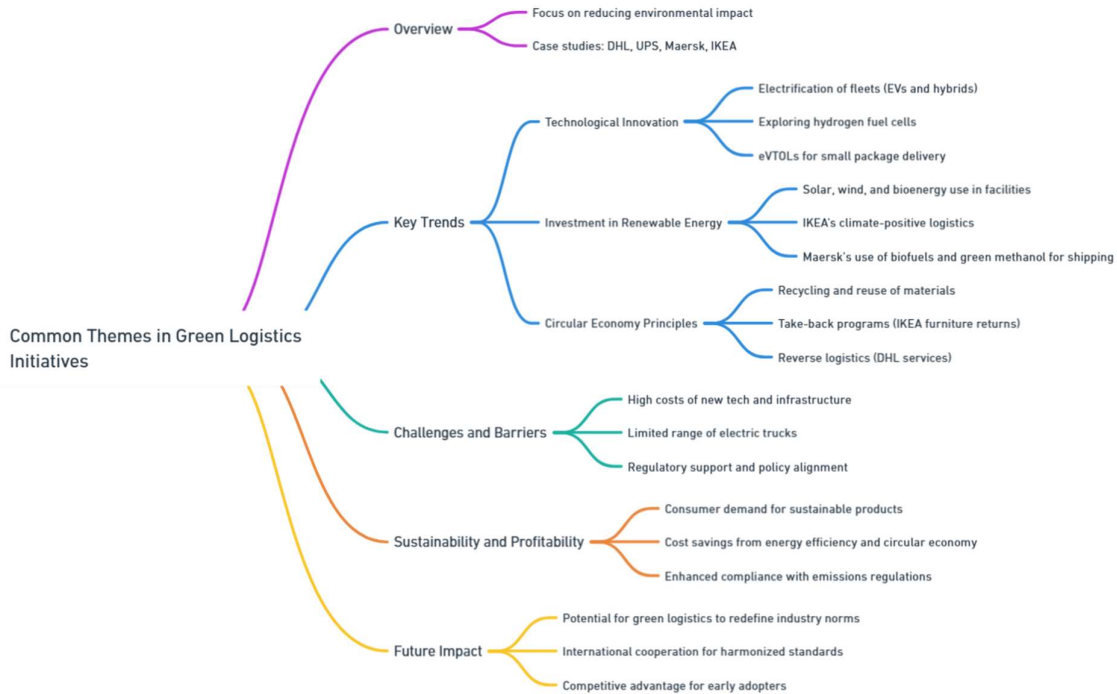 Common Themes in Green Logistics
Initiatives
Overview
Focus on reducing environmental impact
Case studies: DHL, UPS, Maersk, IKEA
Key Trends
Technological Innovation
Electrification of fleets (EVs and hybrids)
Exploring hydrogen fuel cells
eVTOLs for small package delivery
Investment in Renewable Energy
Solar, wind, and bioenergy use in facilities
IKEA's climate-positive logistics
Maersk's use of biofuels and green methanol for shipping
Circular Economy Principles
Recycling and reuse of materials
Take-back programs (IKEA furniture returns)
Reverse logistics (DHL services)
Challenges and Barriers
High costs of new tech and infrastructure
Limited range of electric trucks
Regulatory support and policy alignment
Sustainability and Profitability
Consumer demand for sustainable products
Cost savings from energy efficiency and circular economy
Enhanced compliance with emissions regulations
Future Impact
Potential for green logistics to redefine industry norms
International cooperation for harmonized standards
Competitive advantage for early adopters